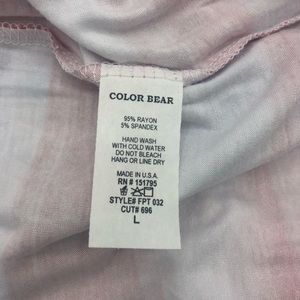 COLOR BEAR
95% RAYON
5% SPANDEX
HAND WASH
WITH COLD WATER
DO NOT BLEACH
HANG OR LINE DRY
MADE IN U.S.A.
RN # 151795
STYLE# FPT 032
CUT# 696
L